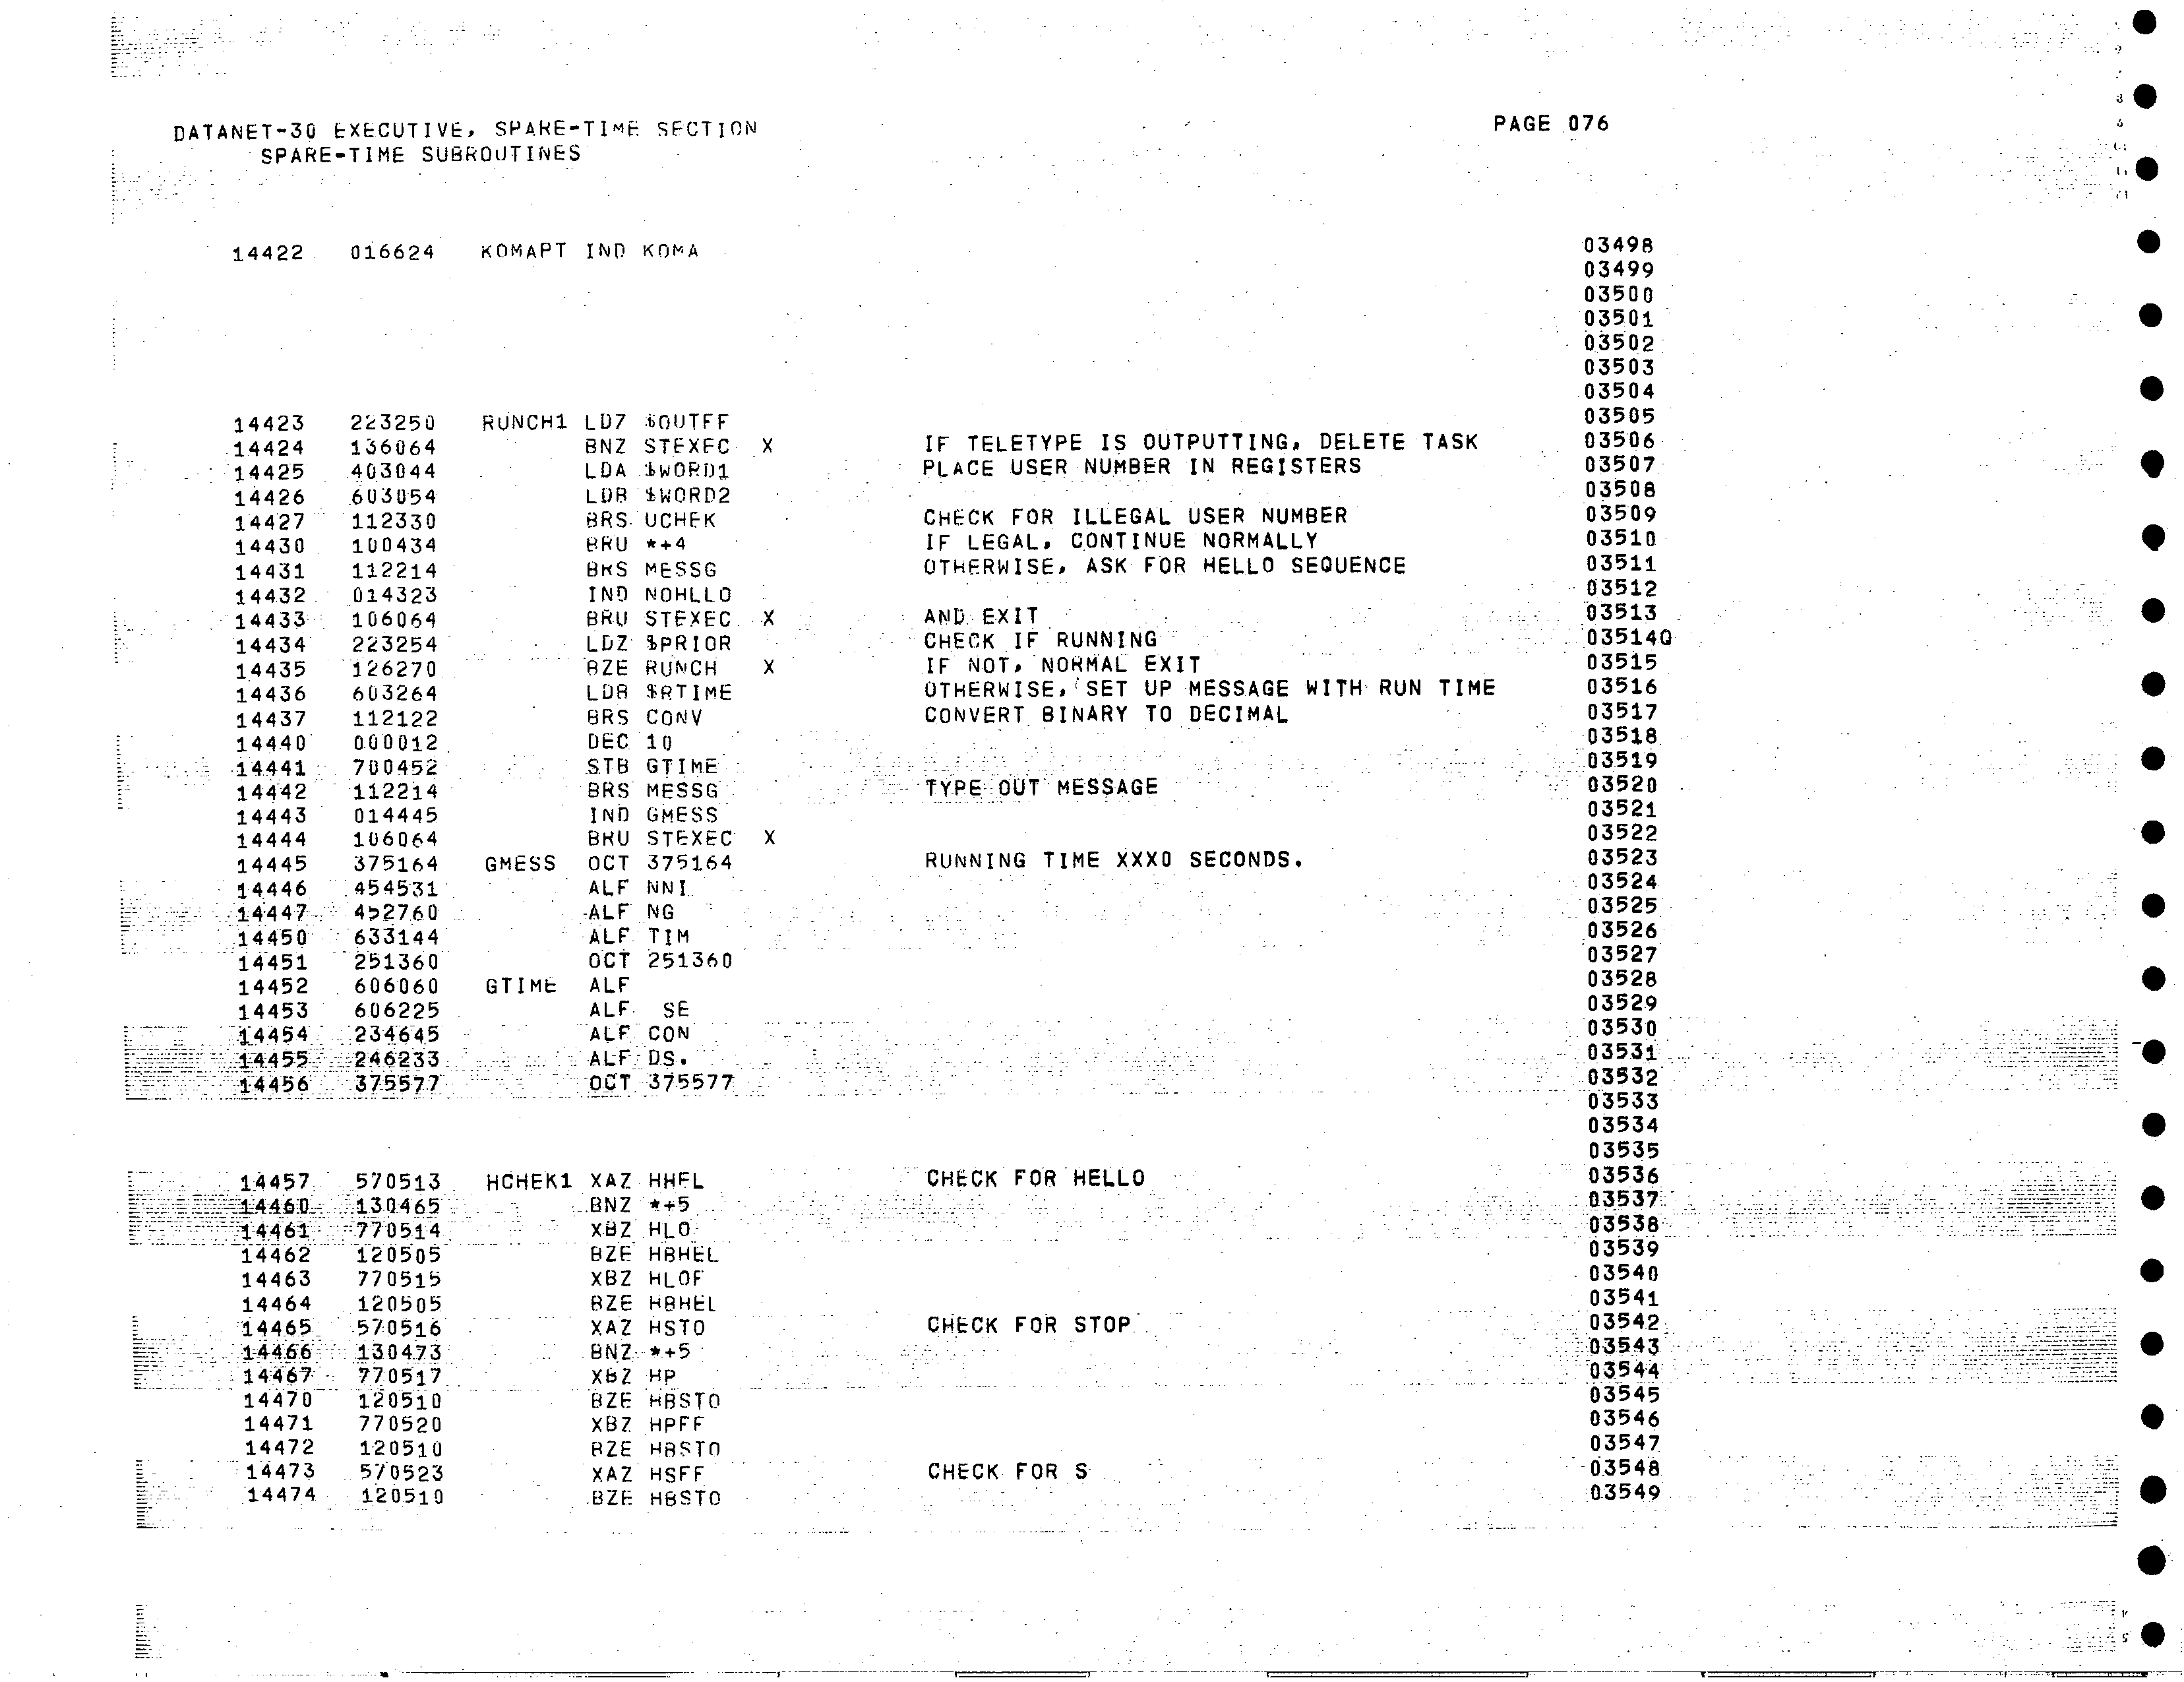 DATANET-30 EXECUTIVE, SPARE-TIME SECTION PAGE 076
SPARE-TIME SUBROUTINES
14422 016624 KOMAPT IND KOMA 03498
03499
03500
03501
03502
03503
03504
14423 223250 RUNCH1 LDZ $OUTFF 03505
14424 136064 BNZ STEXEC X IF TELETYPE IS OUTPUTTING, DELETE TASK 03506
14425 403044 LDA $WORD1 PLACE USER NUMBER IN REGISTERS 03507
14426 603054 LDB $WORD2 03508
14427 112330 BRS UCHEK CHECK FOR ILLEGAL USER NUMBER 03509
14430 100434 BRU *+4 IF LEGAL, CONTINUE NORMALLY 03510
14431 112214 BRS MESSG OTHERWISE, ASK FOR HELLO SEQUENCE 03511
14432 014323 IND NOHLLO 03512
14433 106064 BRU STEXEC X AND EXIT 03513
14434 223254 LDZ $PRIOR CHECK IF RUNNING 03514Q
14435 126270 BZE RUNCH X IF NOT, NORMAL EXIT 03515
14436 603264 LDB $RTIME OTHERWISE, SET UP MESSAGE WITH RUN TIME 03516
14437 112122 BRS CONV CONVERT BINARY TO DECIMAL 03517
14440 000012 DEC 10 03518
14441 700452 STB GTIME 03519
14442 112214 BRS MESSG TYPE OUT MESSAGE 03520
14443 014445 IND GMESS 03521
14444 106064 BRU STEXEC X 03522
14445 375164 GMESS OCT 375164 RUNNING TIME XXX0 SECONDS. 03523
14446 454531 ALF NNI 03524
14447 452760 ALF NG 03525
14450 633144 ALF TIM 03526
14451 251360 OCT 251360 03527
14452 606060 GTIME ALF 03528
14453 606225 ALF SE 03529
14454 234645 ALF CON 03530
14455 246233 ALF DS. 03531
14456 375577 OCT 375577 03532
03533
03534
03535
14457 570513 HCHEK1 XAZ HHEL CHECK FOR HELLO 03536
14460 130465 BNZ *+5 03537
14461 770514 XBZ HLO 03538
14462 120505 BZE HBHEL 03539
14463 770515 XBZ HLOF 03540
14464 120505 BZE HBHEL 03541
14465 570516 XAZ HSTO CHECK FOR STOP 03542
14466 130473 BNZ *+5 03543
14467 770517 XBZ HP 03544
14470 120510 BZE HBSTO 03545
14471 770520 XBZ HPFF 03546
14472 120510 BZE HBSTO 03547
14473 570523 XAZ HSFF CHECK FOR S 03548
14474 120510 BZE HBSTO 03549